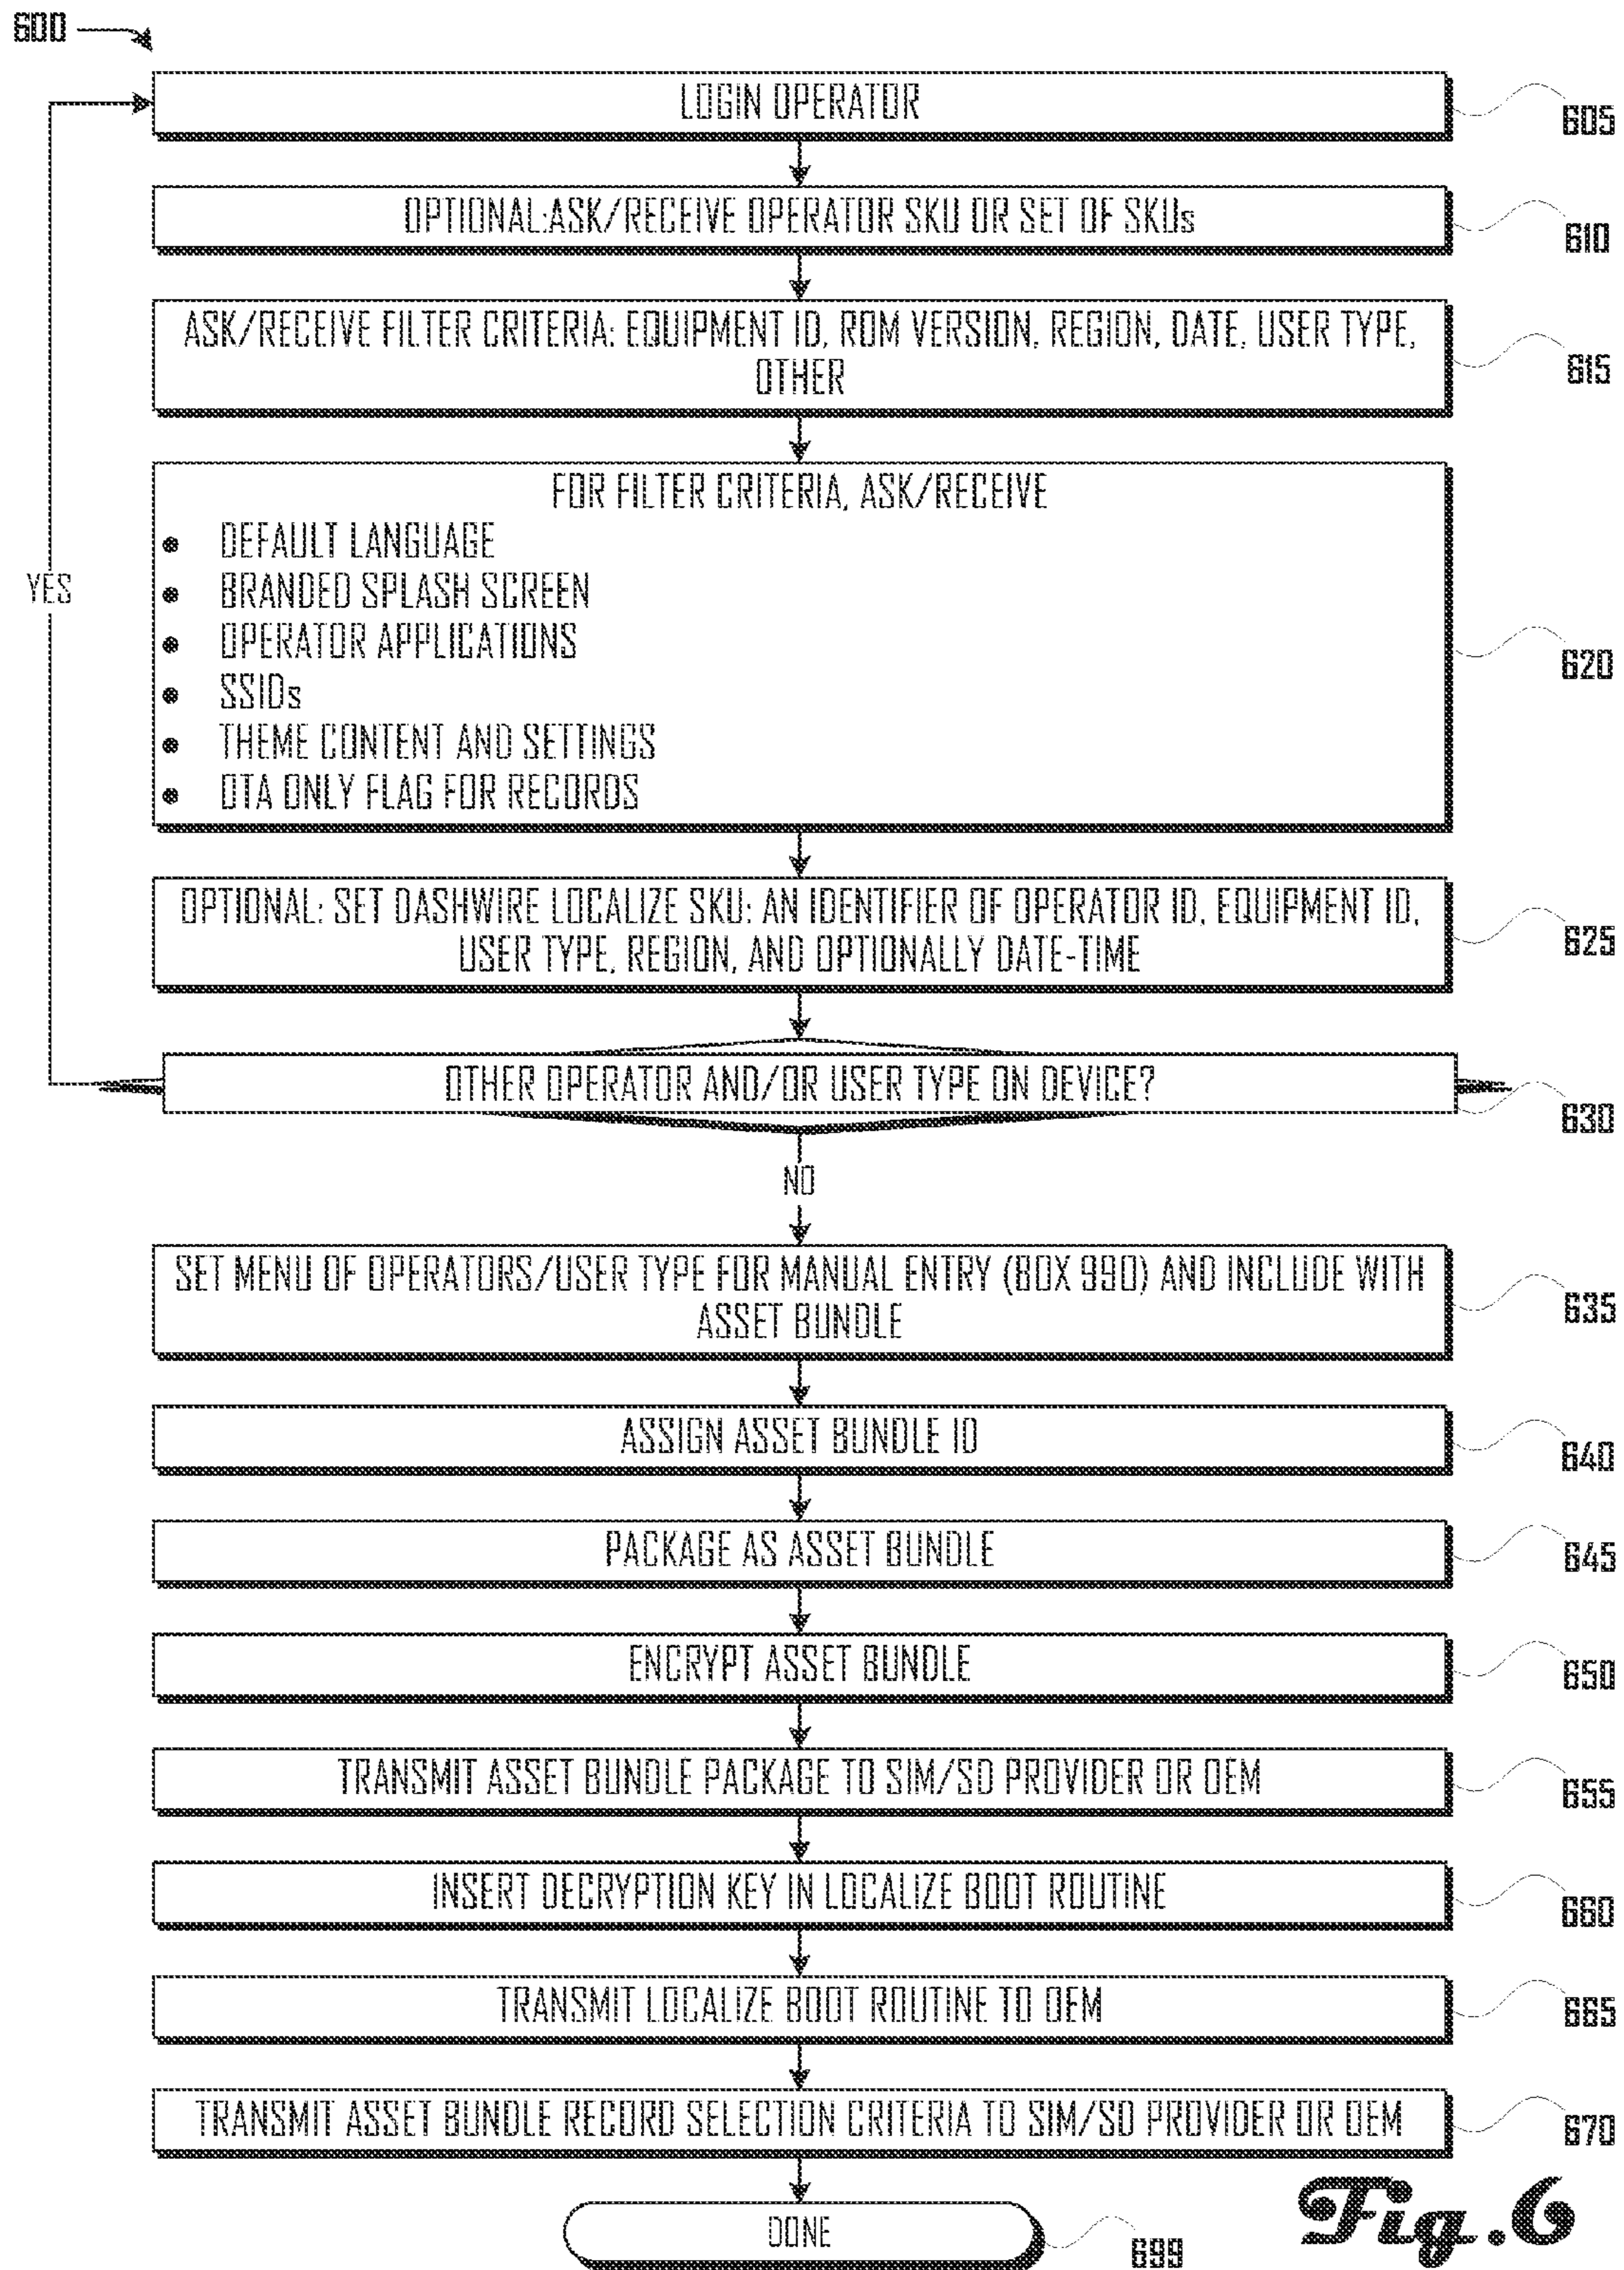 600
LOGIN OPERATOR
605
OPTIONAL:ASK/RECEIVE OPERATOR SKU OR SET OF SKUs
610
ASK/RECEIVE FILTER CRITERIA: EQUIPMENT ID, ROM VERSION, REGION, DATE, USER TYPE,
OTHER
615
FOR FILTER CRITERIA, ASK/RECEIVE
• DEFAULT LANGUAGE
• BRANDED SPLASH SCREEN
• OPERATOR APPLICATIONS
• SSIDs
• THEME CONTENT AND SETTINGS
• OTA ONLY FLAG FOR RECORDS
620
YES
OPTIONAL: SET DASHWIRE LOCALIZE SKU: AN IDENTIFIER OF OPERATOR ID, EQUIPMENT ID,
USER TYPE, REGION, AND OPTIONALLY DATE-TIME
625
OTHER OPERATOR AND/OR USER TYPE ON DEVICE?
630
NO
SET MENU OF OPERATORS/USER TYPE FOR MANUAL ENTRY (BOX 990) AND INCLUDE WITH
ASSET BUNDLE
635
ASSIGN ASSET BUNDLE ID
640
PACKAGE AS ASSET BUNDLE
645
ENCRYPT ASSET BUNDLE
650
TRANSMIT ASSET BUNDLE PACKAGE TO SIM/SD PROVIDER OR OEM
655
INSERT DECRYPTION KEY IN LOCALIZE BOOT ROUTINE
660
TRANSMIT LOCALIZE BOOT ROUTINE TO OEM
665
TRANSMIT ASSET BUNDLE RECORD SELECTION CRITERIA TO SIM/SD PROVIDER OR OEM
670
DONE
699
Fig.6